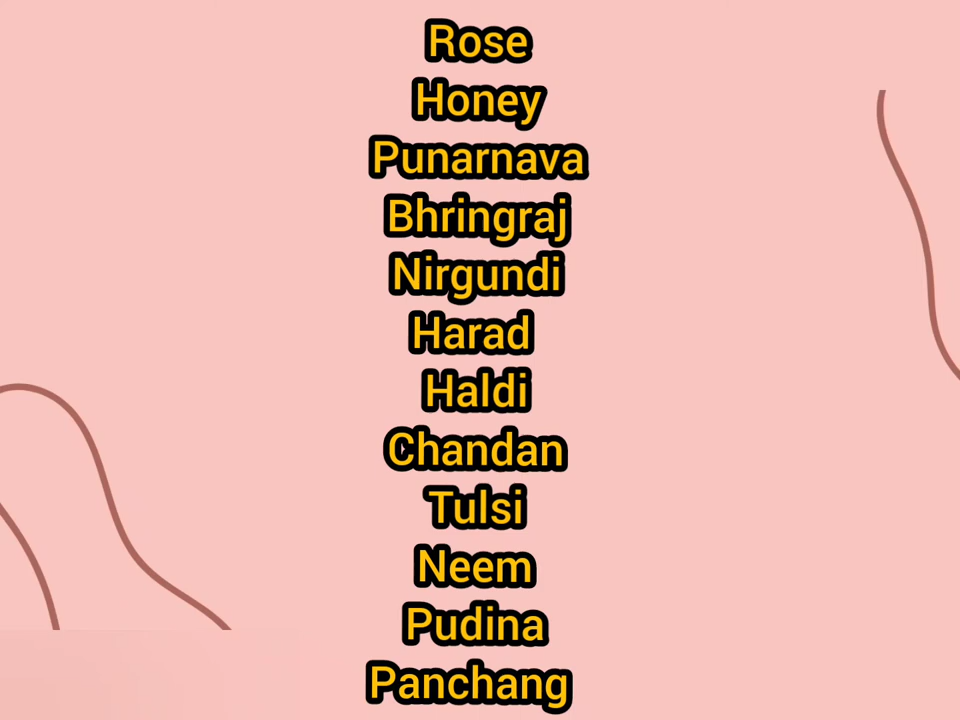 Rose
Honey
Punarnava
Bhringraj
Nirgundi
Harad
Haldi
Chandan
Tulsi
Neem
Pudina
Panchang